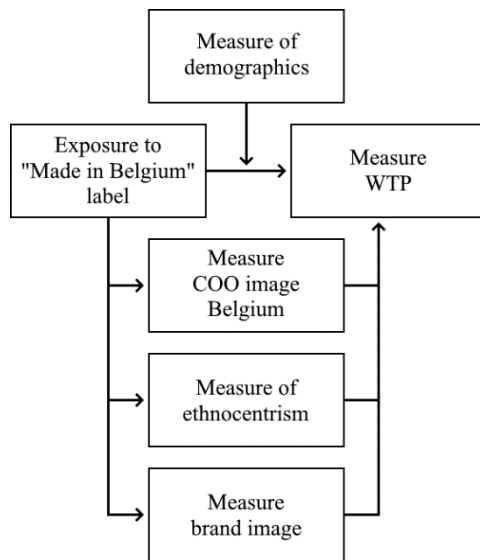 Measure of
demographics
Exposure to
"Made in Belgium"
label
Measure
WTP
Measure
COO image
Belgium
Measure of
ethnocentrism
Measure
brand image